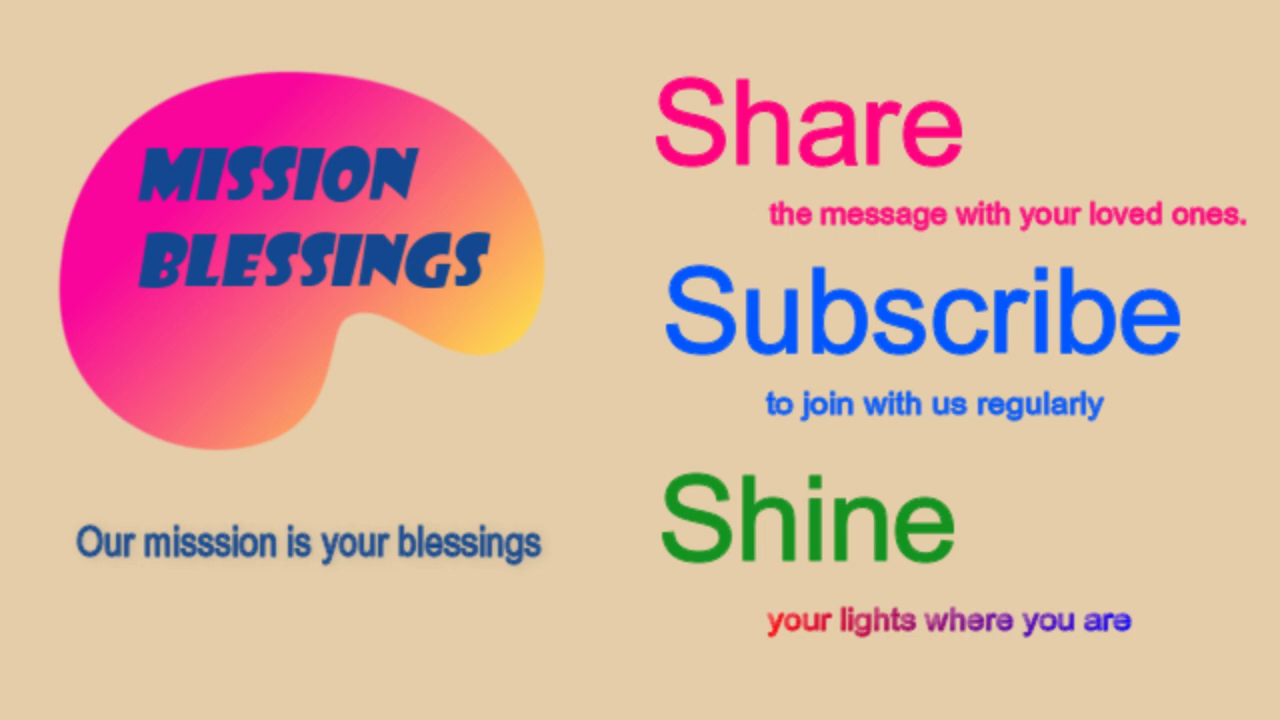 MISSION
BLESSINGS
Our misssion is your blessings
Share
the message with your loved ones.
Subscribe
to join with us regularly
Shine
your lights where you are